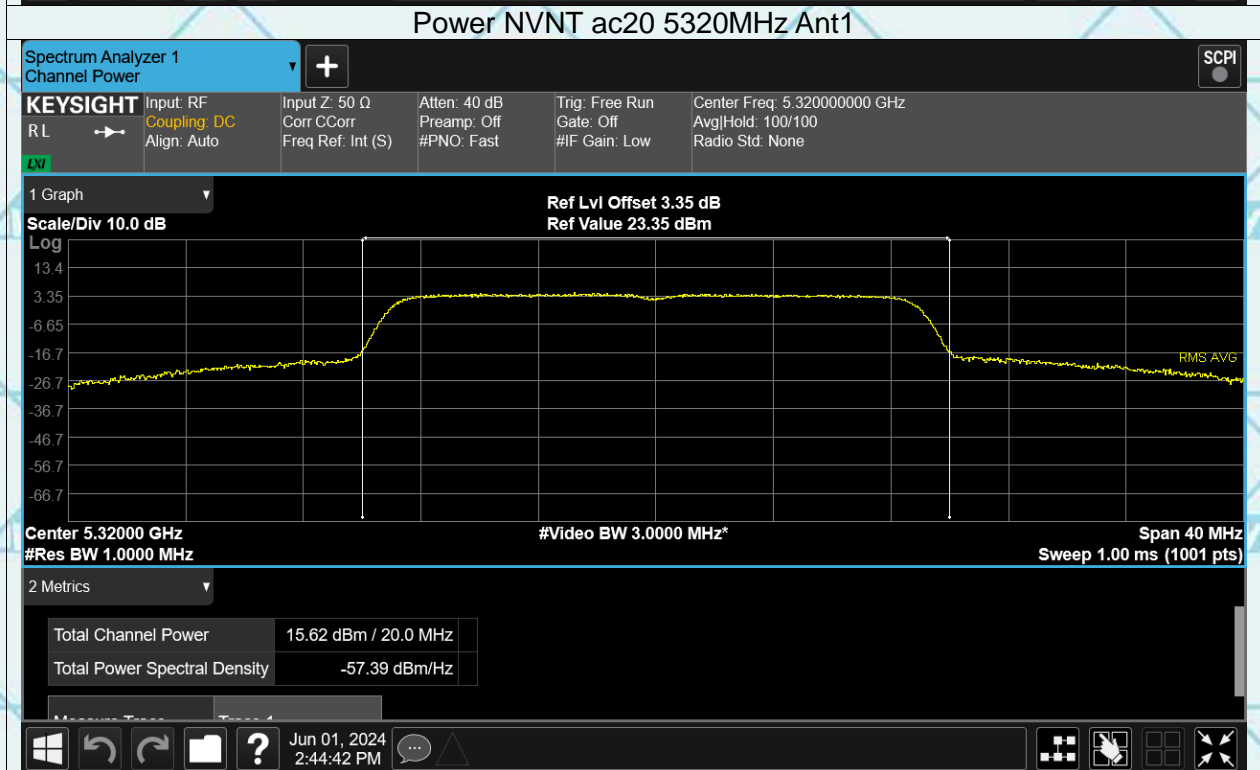 Power NVNT ac20 5320MHz Ant1
Spectrum Analyzer 1
Channel Power
SCPI
KEYSIGHT
R L
LXI
Input: RF
Coupling: DC
Align: Auto
Input Z: 50 Ω
Corr CCorr
Freq Ref: Int (S)
Atten: 40 dB
Preamp: Off
#PNO: Fast
Trig: Free Run
Gate: Off
#IF Gain: Low
Center Freq: 5.320000000 GHz
Avg|Hold: 100/100
Radio Std: None
1 Graph
Scale/Div 10.0 dB
Ref Lvl Offset 3.35 dB
Ref Value 23.35 dBm
Log
13.4
3.35
-6.65
-16.7
-26.7
-36.7
-46.7
-56.7
-66.7
RMS AVG
Center 5.32000 GHz
#Res BW 1.0000 MHz
#Video BW 3.0000 MHz*
Span 40 MHz
Sweep 1.00 ms (1001 pts)
2 Metrics
Total Channel Power 15.62 dBm / 20.0 MHz
Total Power Spectral Density -57.39 dBm/Hz
Measure Trace Trace 1
?
Jun 01, 2024
2:44:42 PM